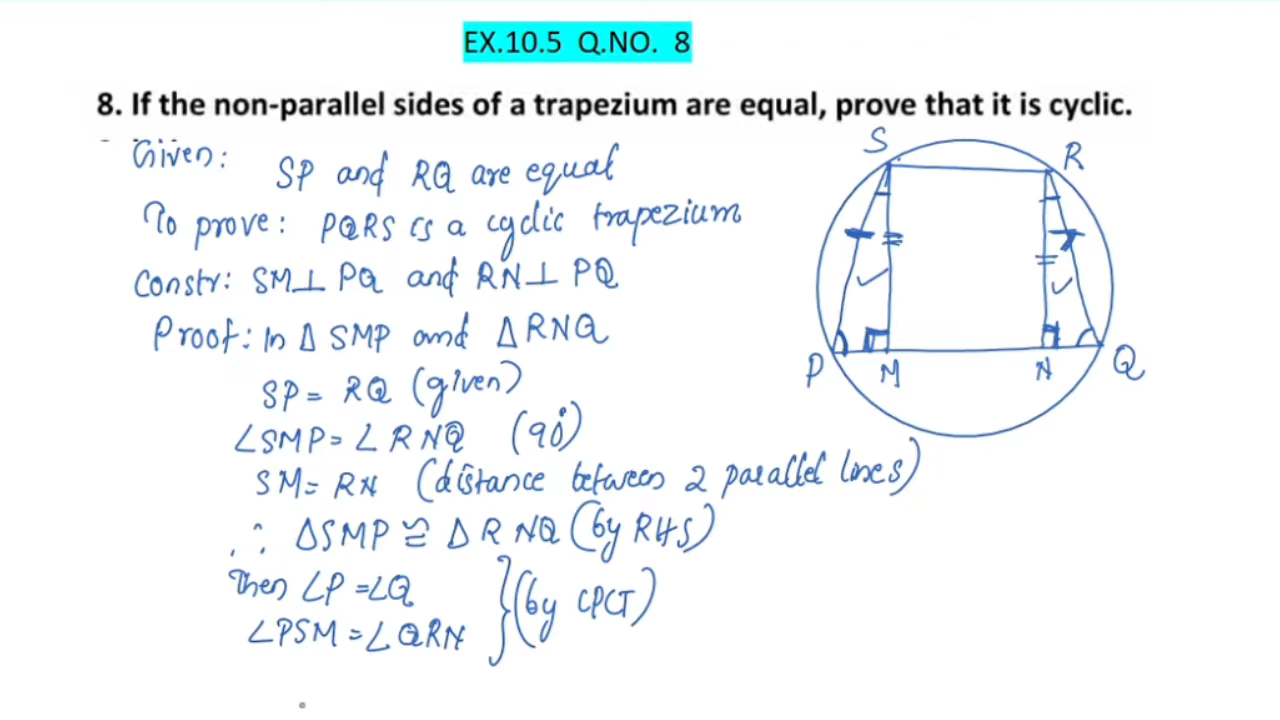 EX.10.5 Q.NO. 8
8. If the non-parallel sides of a trapezium are equal, prove that it is cyclic.
Given: SP and RQ are equal
To prove: PQRS is a cyclic trapezium
Constr: SM⊥ PQ and RN⊥ PQ
Proof: In Δ SMP and Δ RNQ
SP = RQ (given)
∠SMP = ∠RNQ (90°)
SM = RN (distance between 2 parallel lines)
∴ ΔSMP ≅ Δ RNQ (by RHS)
Then ∠P = ∠Q
∠PSM = ∠QRN } (by CPCT)
S
R
P
M
N
Q